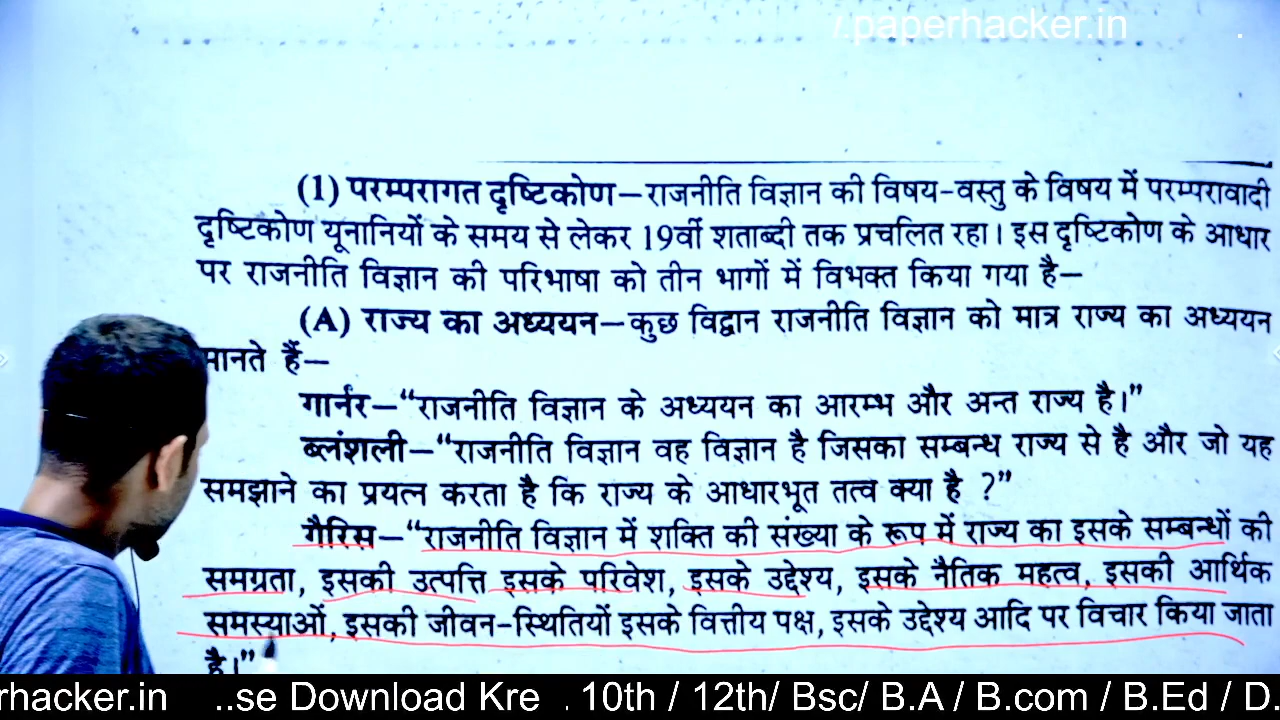 paperhacker.in
(1) परम्परागत दृष्टिकोण—राजनीति विज्ञान की विषय-वस्तु के विषय में परम्परावादी
दृष्टिकोण यूनानियों के समय से लेकर 19वीं शताब्दी तक प्रचलित रहा। इस दृष्टिकोण के आधार
पर राजनीति विज्ञान की परिभाषा को तीन भागों में विभक्त किया गया है—
(A) राज्य का अध्ययन—कुछ विद्वान राजनीति विज्ञान को मात्र राज्य का अध्ययन
मानते हैं—
गार्नर—“राजनीति विज्ञान के अध्ययन का आरम्भ और अन्त राज्य है।”
ब्लंशली—“राजनीति विज्ञान वह विज्ञान है जिसका सम्बन्ध राज्य से है और जो यह
समझाने का प्रयत्न करता है कि राज्य के आधारभूत तत्व क्या है ?”
गैरिस—“राजनीति विज्ञान में शक्ति की संख्या के रूप में राज्य का इसके सम्बन्धों की
समग्रता, इसकी उत्पत्ति इसके परिवेश, इसके उद्देश्य, इसके नैतिक महत्व, इसकी आर्थिक
समस्याओं, इसकी जीवन-स्थितियों इसके वित्तीय पक्ष, इसके उद्देश्य आदि पर विचार किया जाता
है।”
rhacker.in ..se Download Kre . 10th / 12th/ Bsc/ B.A / B.com / B.Ed / D.